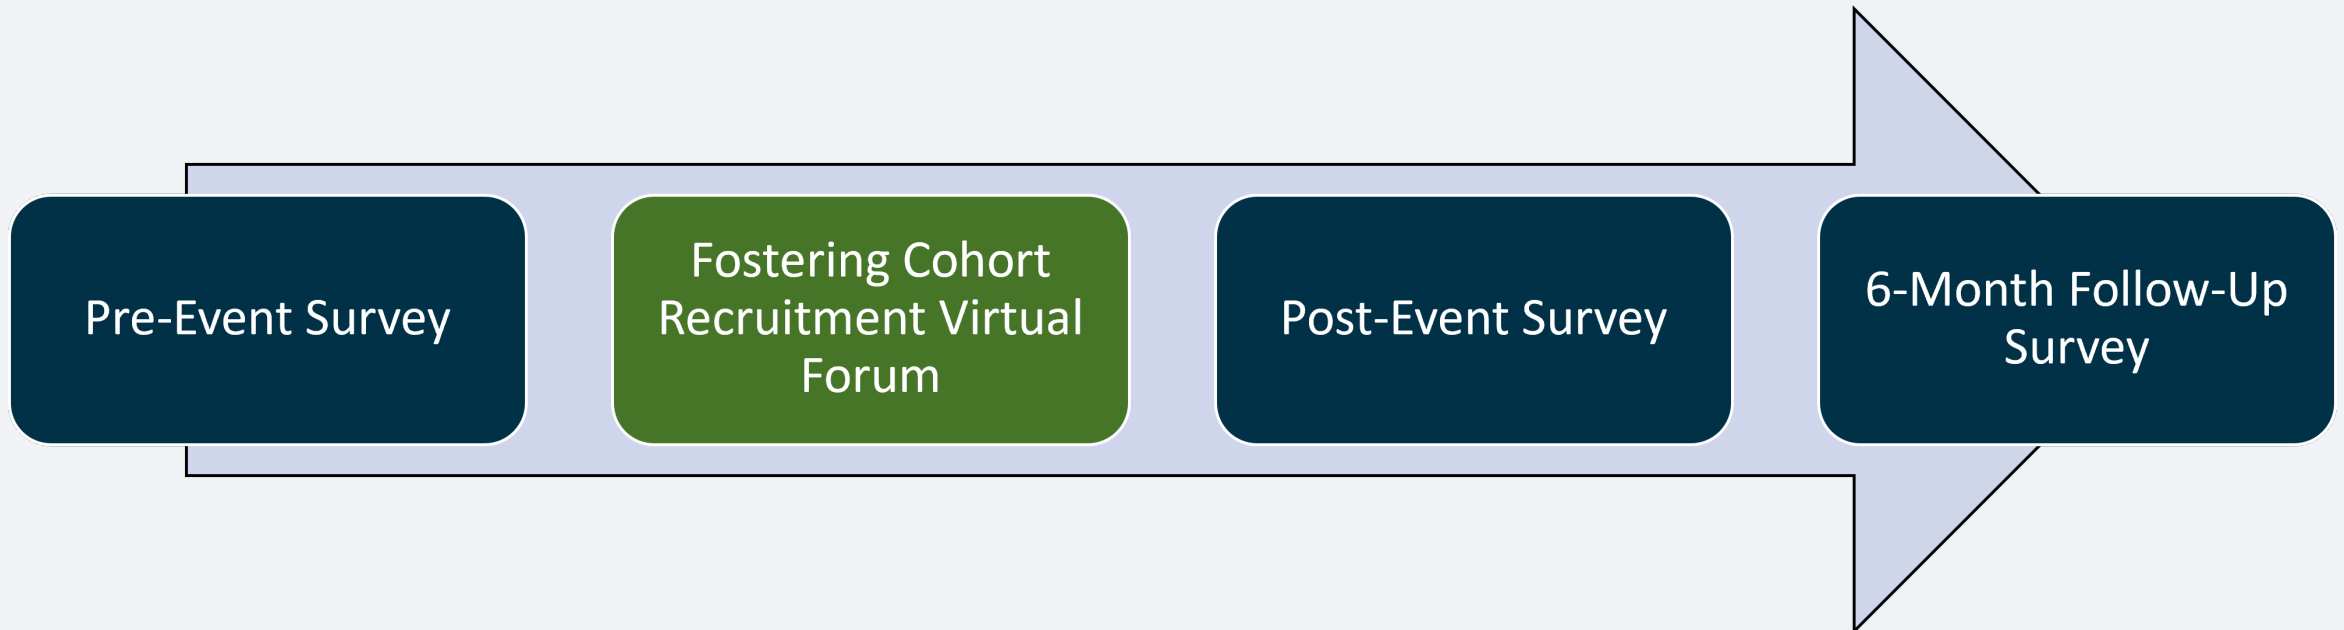 Pre-Event Survey
Fostering Cohort
Recruitment Virtual
Forum
Post-Event Survey
6-Month Follow-Up
Survey